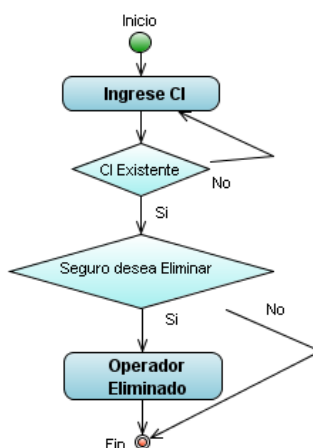 Inicio
Ingrese CI
CI Existente
No
Si
Seguro desea Eliminar
Si
No
Operador
Eliminado
Fin